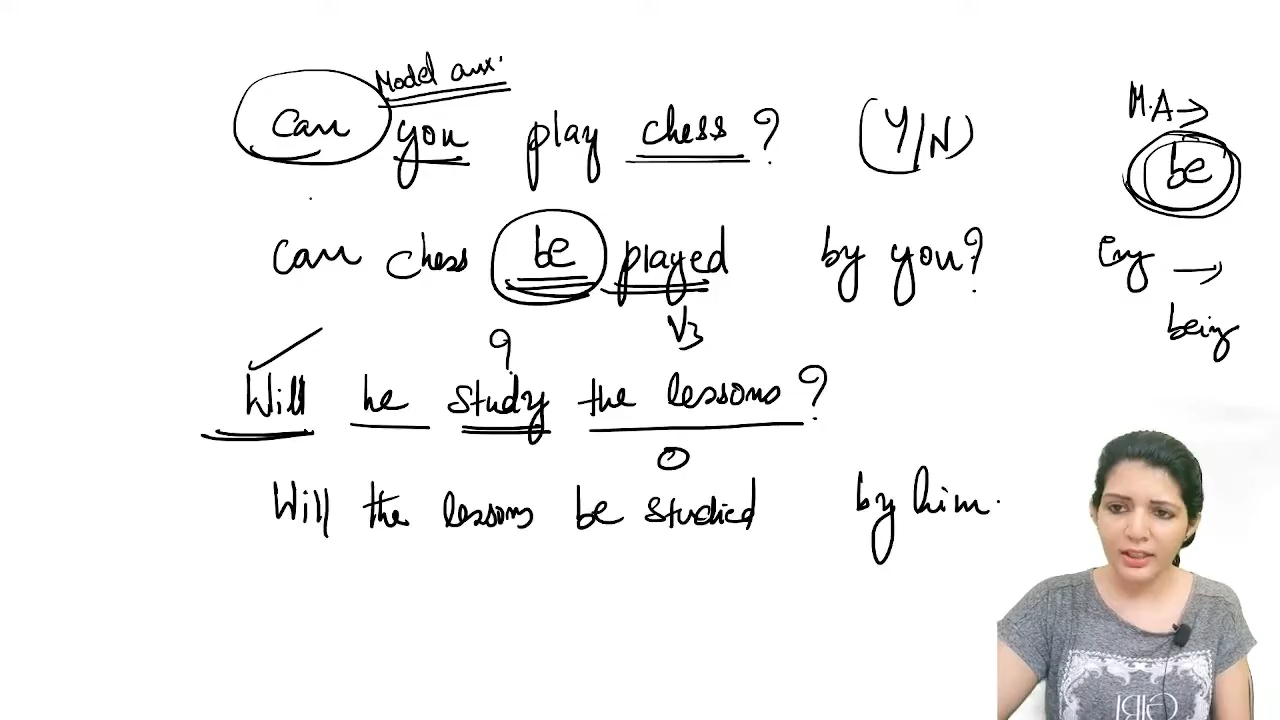 Model aux.
can you play chess? (Y/N)
can chess be played by you?
V3
?
Will he study the lessons?
O
Will the lessons be studied by him.
M.A →
be
→
being